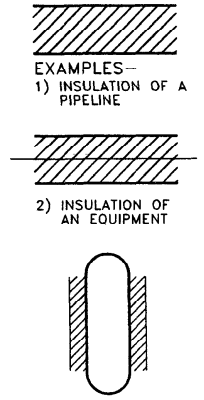 EXAMPLES—
1) INSULATION OF A
PIPELINE
2) INSULATION OF
AN EQUIPMENT